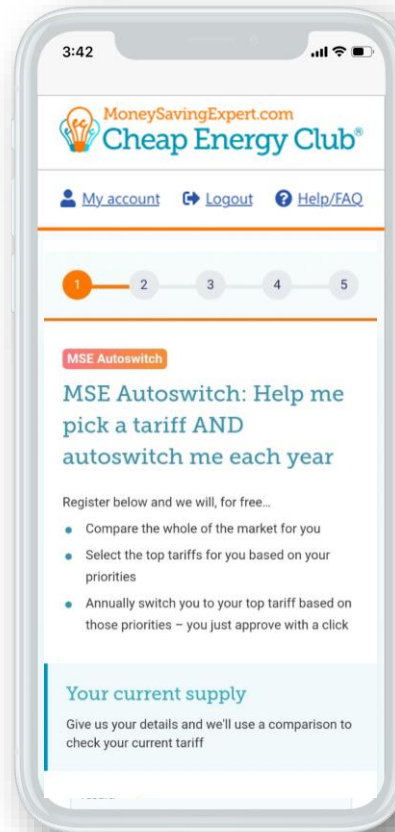 3:42
MoneySavingExpert.com
Cheap Energy Club®
My account Logout Help/FAQ
1 2 3 4 5
MSE Autoswitch
MSE Autoswitch: Help me
pick a tariff AND
autoswitch me each year
Register below and we will, for free...
Compare the whole of the market for you
Select the top tariffs for you based on your
priorities
Annually switch you to your top tariff based on
those priorities – you just approve with a click
Your current supply
Give us your details and we'll use a comparison to
check your current tariff